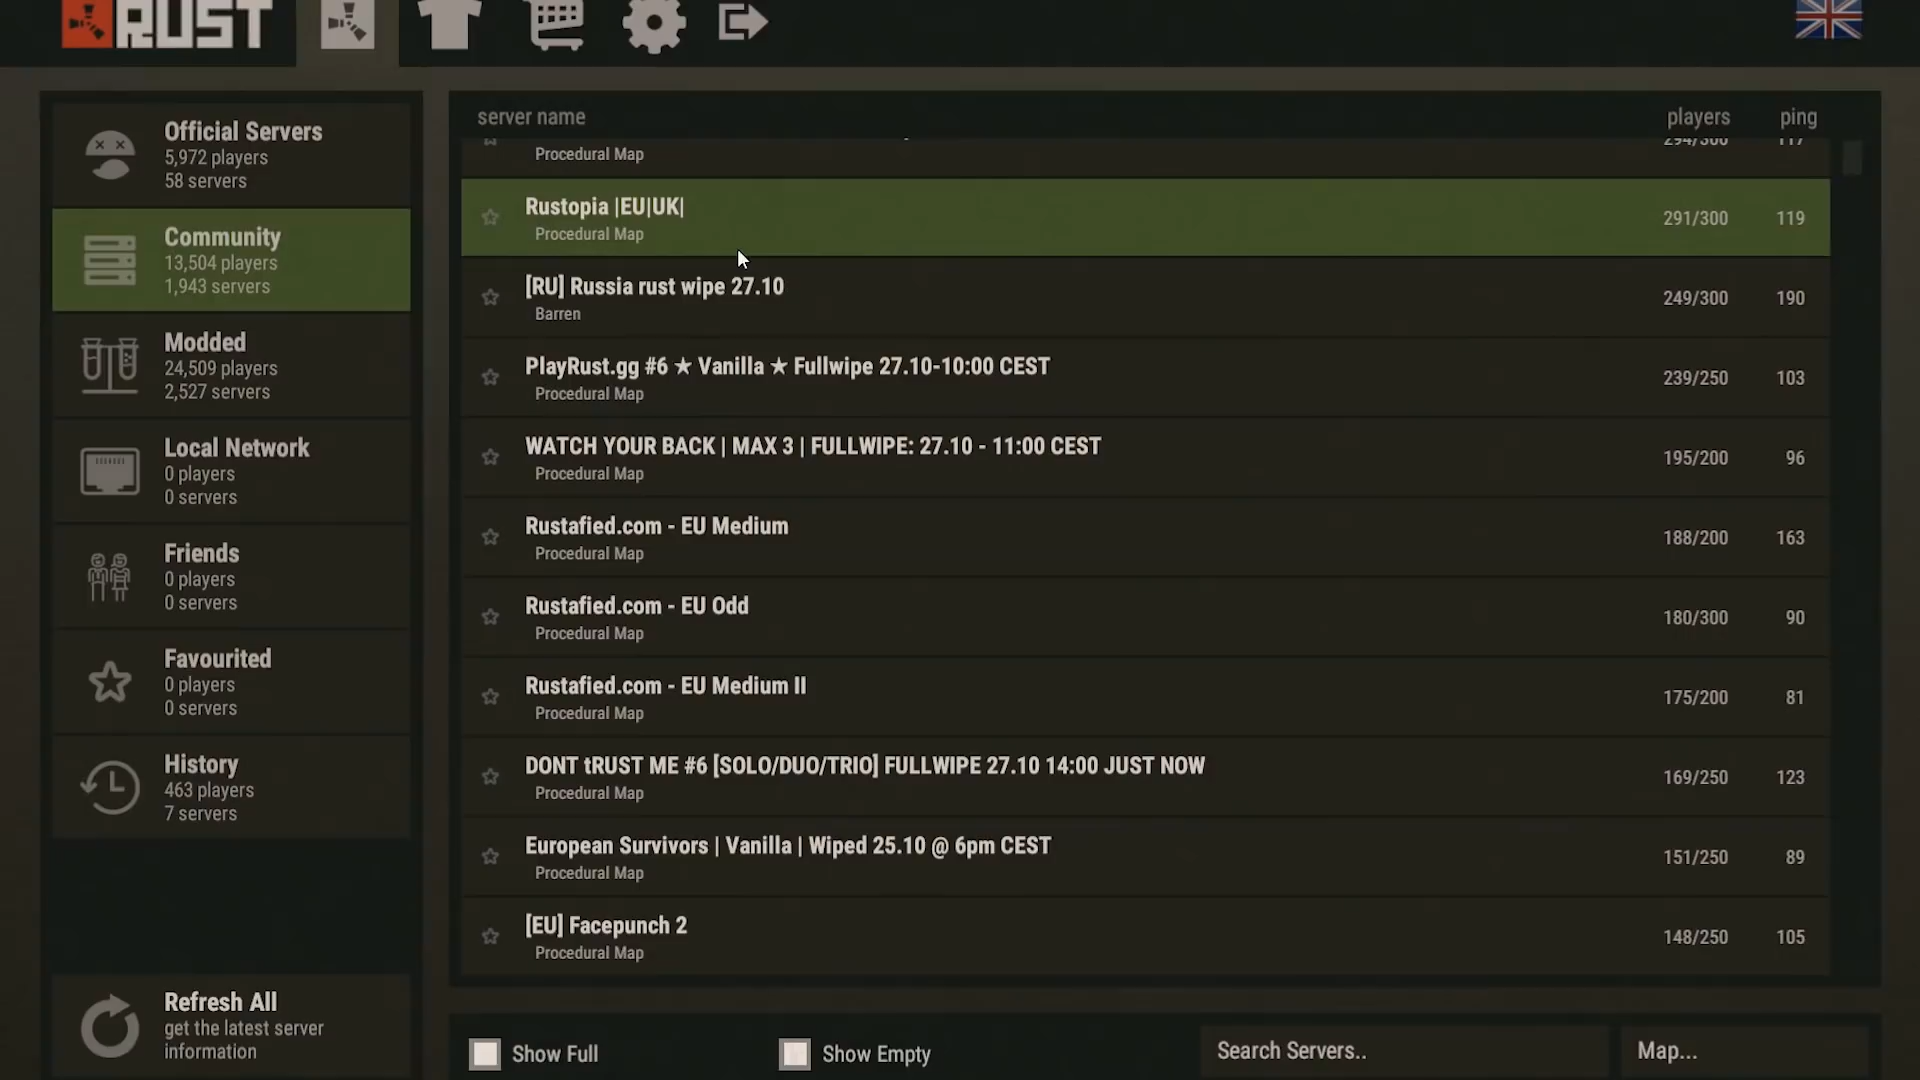 RUST
Official Servers
5,972 players
58 servers
Community
13,504 players
1,943 servers
Modded
24,509 players
2,527 servers
Local Network
0 players
0 servers
Friends
0 players
0 servers
Favourited
0 players
0 servers
History
463 players
7 servers
Refresh All
get the latest server
information
server name players ping
Procedural Map 294/300 117
Rustopia |EU|UK|
Procedural Map
291/300 119
[RU] Russia rust wipe 27.10
Barren
249/300 190
PlayRust.gg #6 ★ Vanilla ★ Fullwipe 27.10-10:00 CEST
Procedural Map
239/250 103
WATCH YOUR BACK | MAX 3 | FULLWIPE: 27.10 - 11:00 CEST
Procedural Map
195/200 96
Rustafied.com - EU Medium
Procedural Map
188/200 163
Rustafied.com - EU Odd
Procedural Map
180/300 90
Rustafied.com - EU Medium II
Procedural Map
175/200 81
DONT tRUST ME #6 [SOLO/DUO/TRIO] FULLWIPE 27.10 14:00 JUST NOW
Procedural Map
169/250 123
European Survivors | Vanilla | Wiped 25.10 @ 6pm CEST
Procedural Map
151/250 89
[EU] Facepunch 2
Procedural Map
148/250 105
Show Full Show Empty Search Servers.. Map...